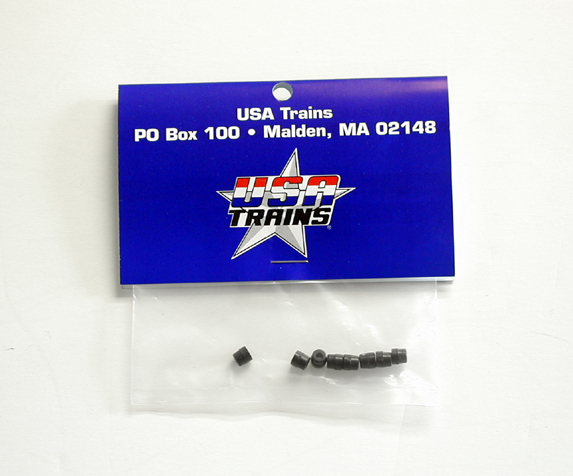 USA Trains
PO Box 100 • Malden, MA 02148
USA
TRAINS®